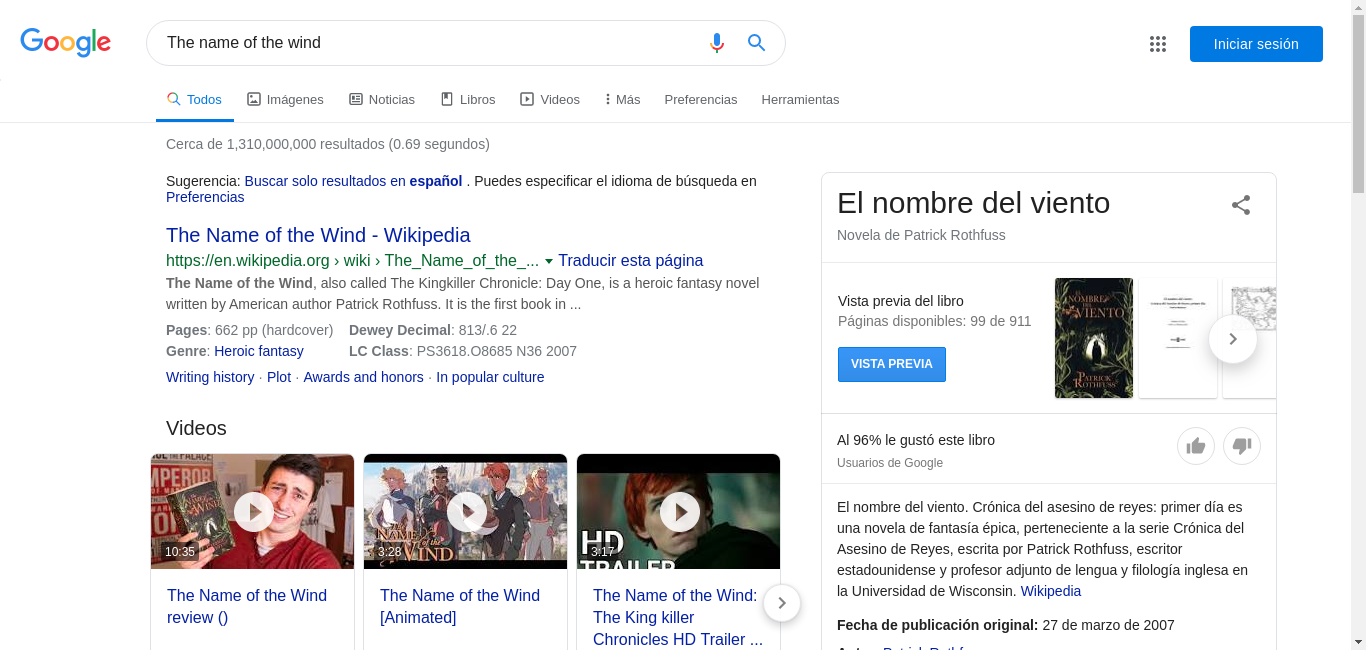 Google
The name of the wind
Iniciar sesión
Todos
Imágenes
Noticias
Libros
Videos
Más
Preferencias
Herramientas
Cerca de 1,310,000,000 resultados (0.69 segundos)
Sugerencia: Buscar solo resultados en español . Puedes especificar el idioma de búsqueda en
Preferencias
The Name of the Wind - Wikipedia
https://en.wikipedia.org › wiki › The_Name_of_the_... Traducir esta página
The Name of the Wind, also called The Kingkiller Chronicle: Day One, is a heroic fantasy novel
written by American author Patrick Rothfuss. It is the first book in ...
Pages: 662 pp (hardcover) Dewey Decimal: 813/.6 22
Genre: Heroic fantasy LC Class: PS3618.O8685 N36 2007
Writing history · Plot · Awards and honors · In popular culture
Videos
10:35
The Name of the Wind
review ()
NAME
of the
WIND
3:28
The Name of the Wind
[Animated]
HD
TRAILER
3:17
The Name of the Wind:
The King killer
Chronicles HD Trailer ...
El nombre del viento
Novela de Patrick Rothfuss
Vista previa del libro
Páginas disponibles: 99 de 911
VISTA PREVIA
NOMBRE
DEL
VIENTO
PATRICK
ROTHFUSS
Al 96% le gustó este libro
Usuarios de Google
El nombre del viento. Crónica del asesino de reyes: primer día es
una novela de fantasía épica, perteneciente a la serie Crónica del
Asesino de Reyes, escrita por Patrick Rothfuss, escritor
estadounidense y profesor adjunto de lengua y filología inglesa en
la Universidad de Wisconsin. Wikipedia
Fecha de publicación original: 27 de marzo de 2007